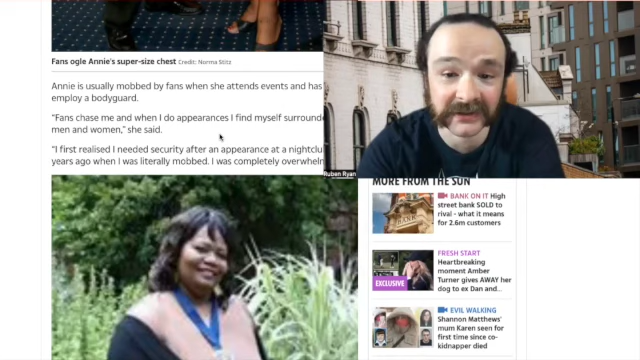 Fans ogle Annie's super-size chest Credit: Norma Stitz
Annie is usually mobbed by fans when she attends events and has
employ a bodyguard.
"Fans chase me and when I do appearances I find myself surround
men and women," she said.
"I first realised I needed security after an appearance at a nightclu
years ago when I was literally mobbed. I was completely overwhelm
Ruben Ryan
MORE FROM THE SUN
BANK ON IT High
street bank SOLD to
rival - what it means
for 2.6m customers
FRESH START
Heartbreaking
moment Amber
Turner gives AWAY her
dog to ex Dan and...
EXCLUSIVE
EVIL WALKING
Shannon Matthews'
mum Karen seen for
first time since co-
kidnapper died